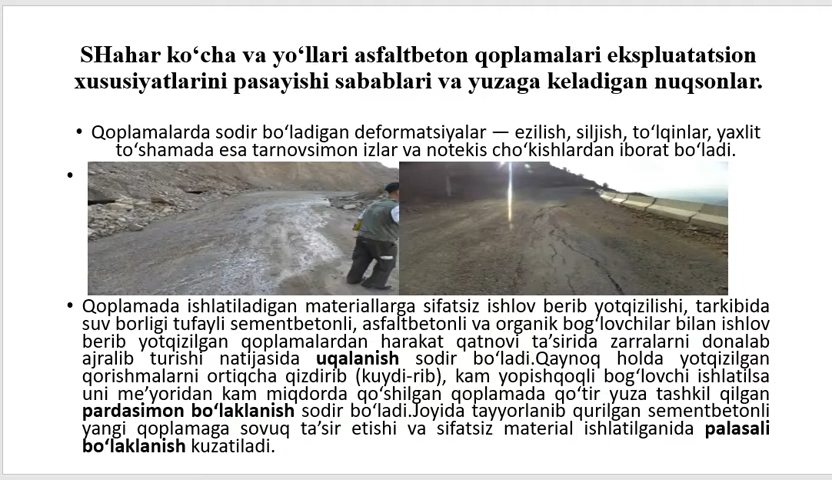 SHahar ko‘cha va yo‘llari asfaltbeton qoplamalari ekspluatatsion
xususiyatlarini pasayishi sabablari va yuzaga keladigan nuqsonlar.
• Qoplamalarda sodir bo‘ladigan deformatsiyalar — ezilish, siljish, to‘lqinlar, yaxlit
to‘shamada esa tarnovsimon izlar va notekis cho‘kishlardan iborat bo‘ladi.
•
• Qoplamada ishlatiladigan materiallarga sifatsiz ishlov berib yotqizilishi, tarkibida
suv borligi tufayli sementbetonli, asfaltbetonli va organik bog‘lovchilar bilan ishlov
berib yotqizilgan qoplamalardan harakat qatnovi ta’sirida zarralarni donalab
ajralib turishi natijasida uqalanish sodir bo‘ladi.Qaynoq holda yotqizilgan
qorishmalarni ortiqcha qizdirib (kuydi-rib), kam yopishqoqli bog‘lovchi ishlatilsa
uni me’yoridan kam miqdorda qo‘shilgan qoplamada qo‘tir yuza tashkil qilgan
pardasimon bo‘laklanish sodir bo‘ladi.Joyida tayyorlanib qurilgan sementbetonli
yangi qoplamaga sovuq ta’sir etishi va sifatsiz material ishlatilganida palasali
bo‘laklanish kuzatiladi.